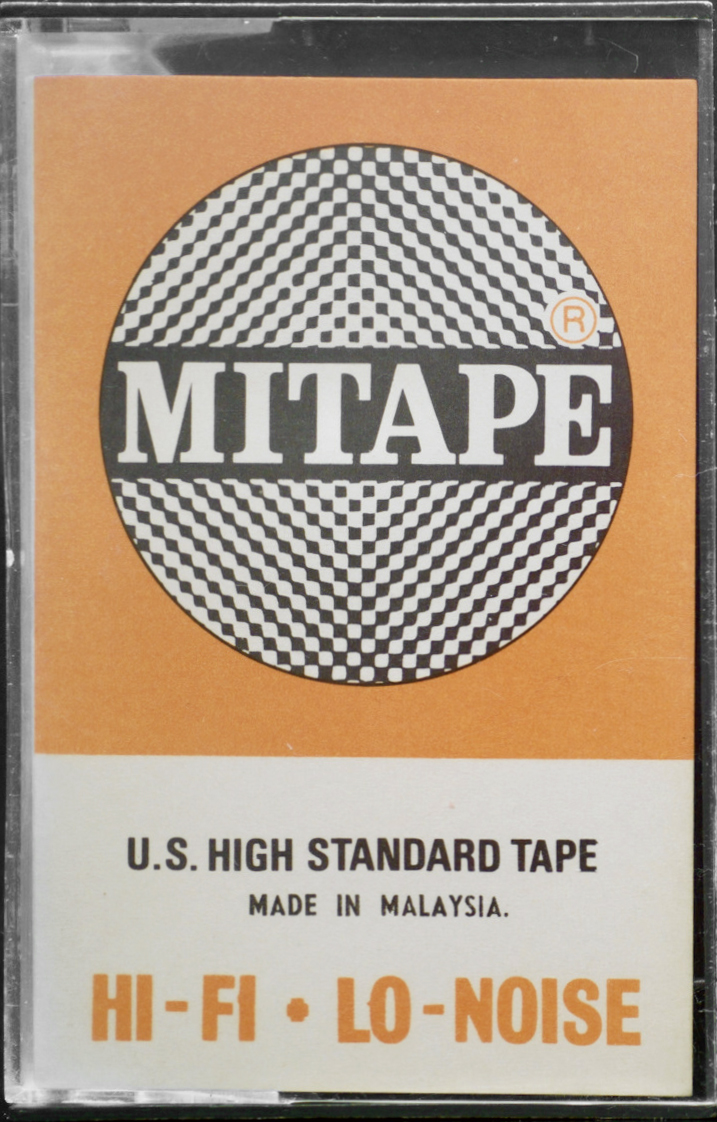 ®
MITAPE
U.S. HIGH STANDARD TAPE
MADE IN MALAYSIA.
HI-FI • LO-NOISE